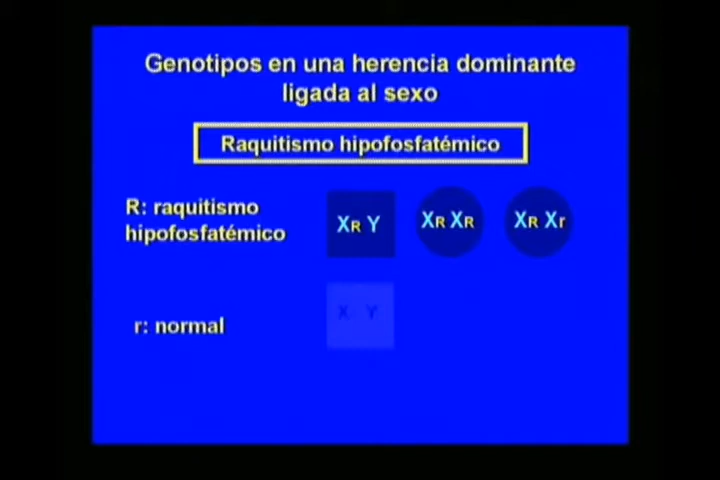 Genotipos en una herencia dominante
ligada al sexo
Raquitismo hipofosfatémico
R: raquitismo
hipofosfatémico
XR Y
XR XR
XR Xr
r: normal
X Y